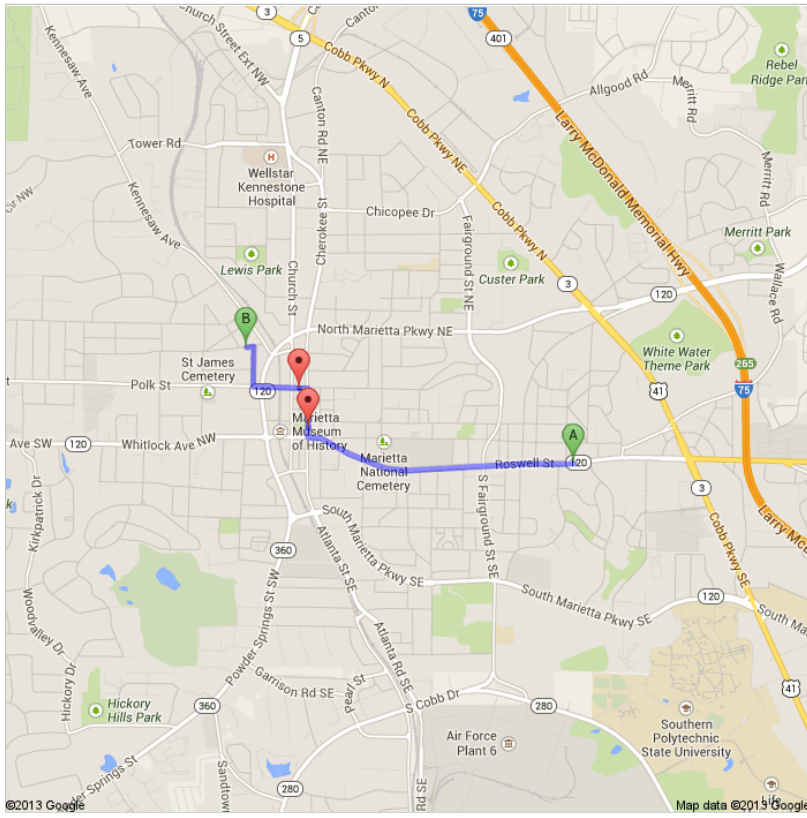 3
Canton
75
401
Kennesaw Ave
Church Street Ext NW
5
Cobb Pkwy N
Rebel
Ridge Park
Allgood Rd
Merritt Rd
Larry McDonald Memorial Hwy
Canton Rd NE
Tower Rd
H
Wellstar
Kennestone
Hospital
Cobb Pkwy NE
Merritt Rd
Cir NW
Chicopee Dr
Cherokee St
Fairground St NE
Cobb Pkwy N
Merritt Park
Kennesaw Ave
Lewis Park
Church St
Custer Park
Wallace Rd
3
120
B
North Marietta Pkwy NE
White Water
Theme Park
265
St James
Cemetery
Polk St
120
41
75
Marietta
Museum
of History
A
Ave SW
120
Whitlock Ave NW
Marietta
National
Cemetery
Roswell St
120
Kirkpatrick Dr
S Fairground St SE
3
360
South Marietta Pkwy SE
Larry Mc
Atlanta St SE
Cobb Pkwy SE
Powder Springs St SW
South Marietta Pkwy SE
120
South Ma
Woodvalley Dr
Atlanta Rd SE
Hickory Dr
Garrison Rd SE
Pearl St
S Cobb Dr
41
Hickory
Hills Park
360
280
Southern
Polytechnic
State University
Air Force
Plant 6
Powder Springs St
Sandtown
280
Rd SE
Life
©2013 Google
Map data ©2013 Google